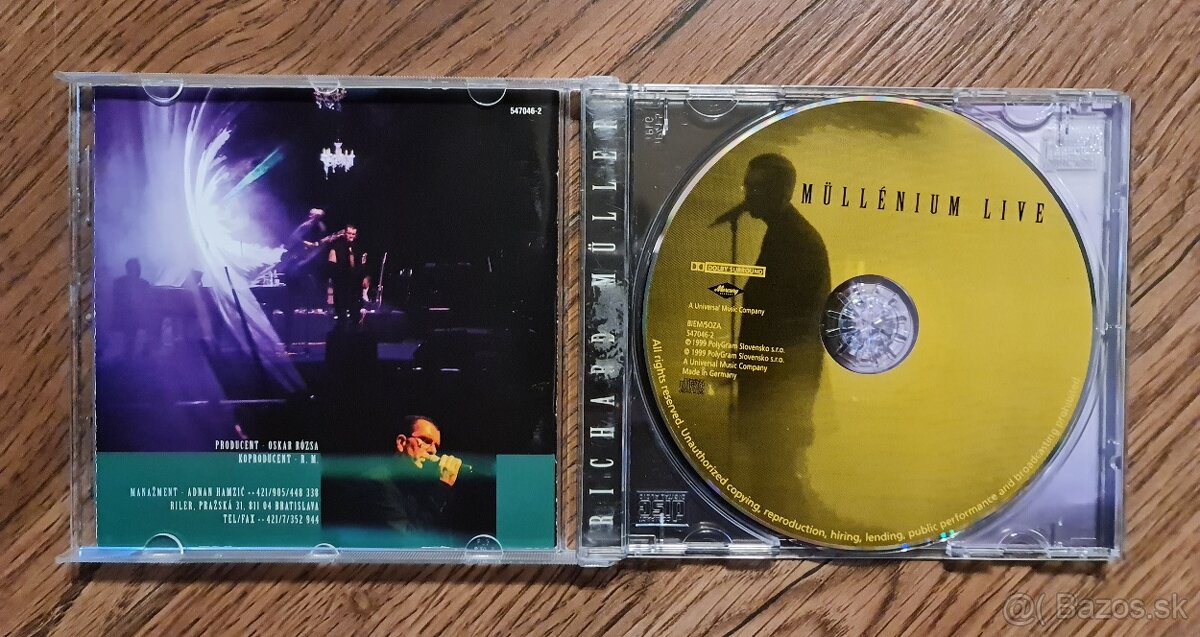 547046-2
PRODUCENT · OSKAR RÓZSA
KOPRODUCENT · R. M.
MANAŽMENT · ADNAN HAMZIĆ ··421/905/448 338
RILER, PRAŽSKÁ 31, 811 04 BRATISLAVA
TEL/FAX ··421/7/352 944
RICHARD MÜLLER
MÜLLÉNIUM LIVE
DOLBY SURROUND
Mercury
A Universal Music Company
BIEM/SOZA
547046-2
℗ 1999 PolyGram Slovensko s.r.o.
© 1999 PolyGram Slovensko s.r.o.
A Universal Music Company
Made in Germany
All rights reserved. Unauthorized copying, reproduction, hiring, lending, public performance and broadcasting prohibited
@( Bazos.sk